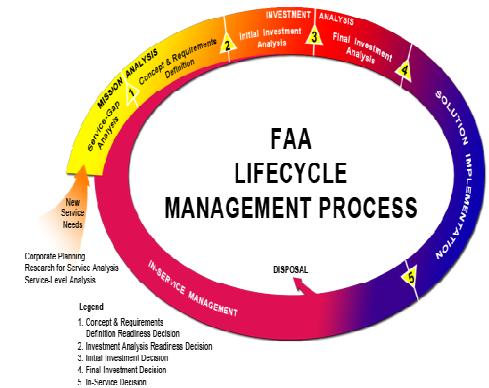 INVESTMENT ANALYSIS
MISSION ANALYSIS
Service-Gap
Analysis
1
Concept & Requirements
Definition
2
Initial Investment
Analysis
3
Final Investment
Analysis
4
SOLUTION IMPLEMENTATION
5
IN-SERVICE MANAGEMENT
DISPOSAL
FAA
LIFECYCLE
MANAGEMENT PROCESS
New
Service
Needs
Corporate Planning
Research for Service Analysis
Service-Level Analysis
Legend
1. Concept & Requirements
Definition Readiness Decision
2. Investment Analysis Readiness Decision
3. Initial Investment Decision
4. Final Investment Decision
5. In-Service Decision